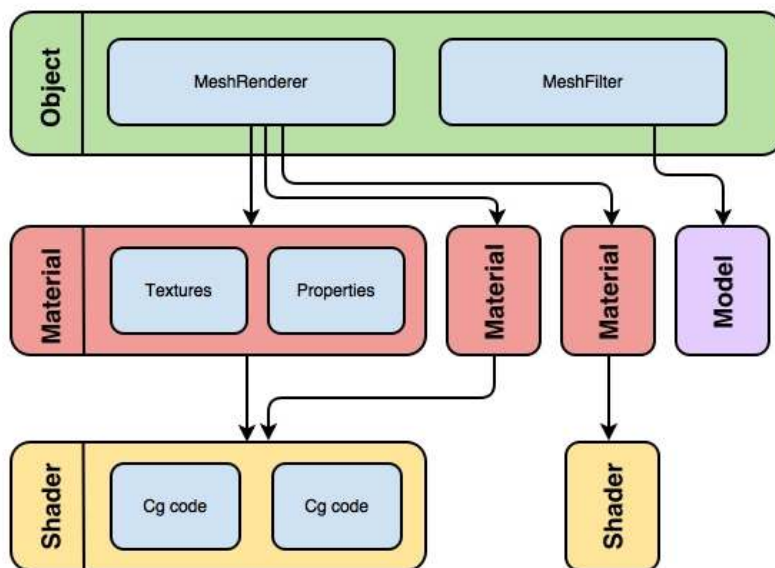 Object
MeshRenderer
MeshFilter
Material
Textures
Properties
Material
Material
Model
Shader
Cg code
Cg code
Shader